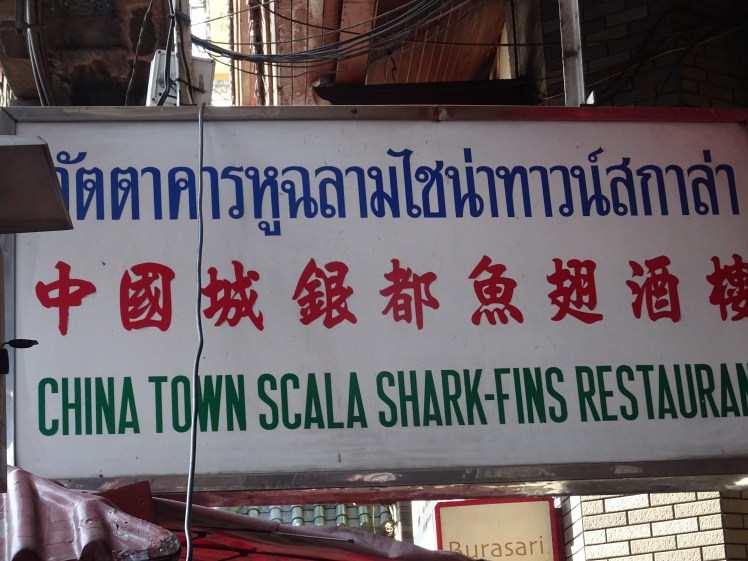 ภัตตาคารหูฉลามไชน่าทาวน์สกาล่า
中國城銀都魚翅酒樓
CHINA TOWN SCALA SHARK-FINS RESTAURAN
Burasari